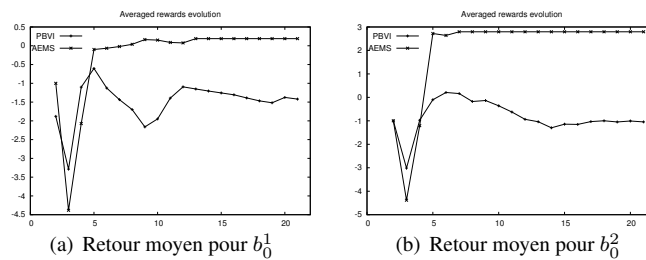 Averaged rewards evolution
PBVI
AEMS
0.5
0
-0.5
-1
-1.5
-2
-2.5
-3
-3.5
-4
-4.5
0 5 10 15 20
(a) Retour moyen pour b₀¹
Averaged rewards evolution
PBVI
AEMS
3
2
1
0
-1
-2
-3
-4
-5
0 5 10 15 20
(b) Retour moyen pour b₀²